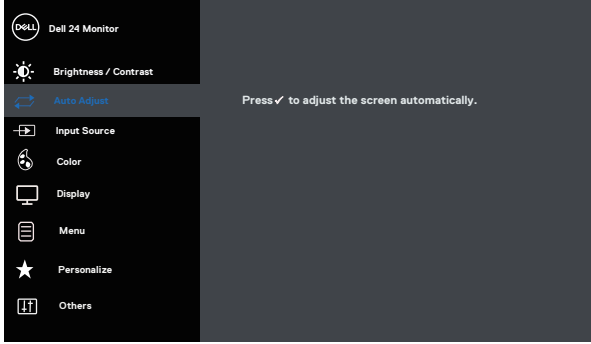 DELL Dell 24 Monitor
Brightness / Contrast
Auto Adjust
Press✓ to adjust the screen automatically.
Input Source
Color
Display
Menu
Personalize
Others